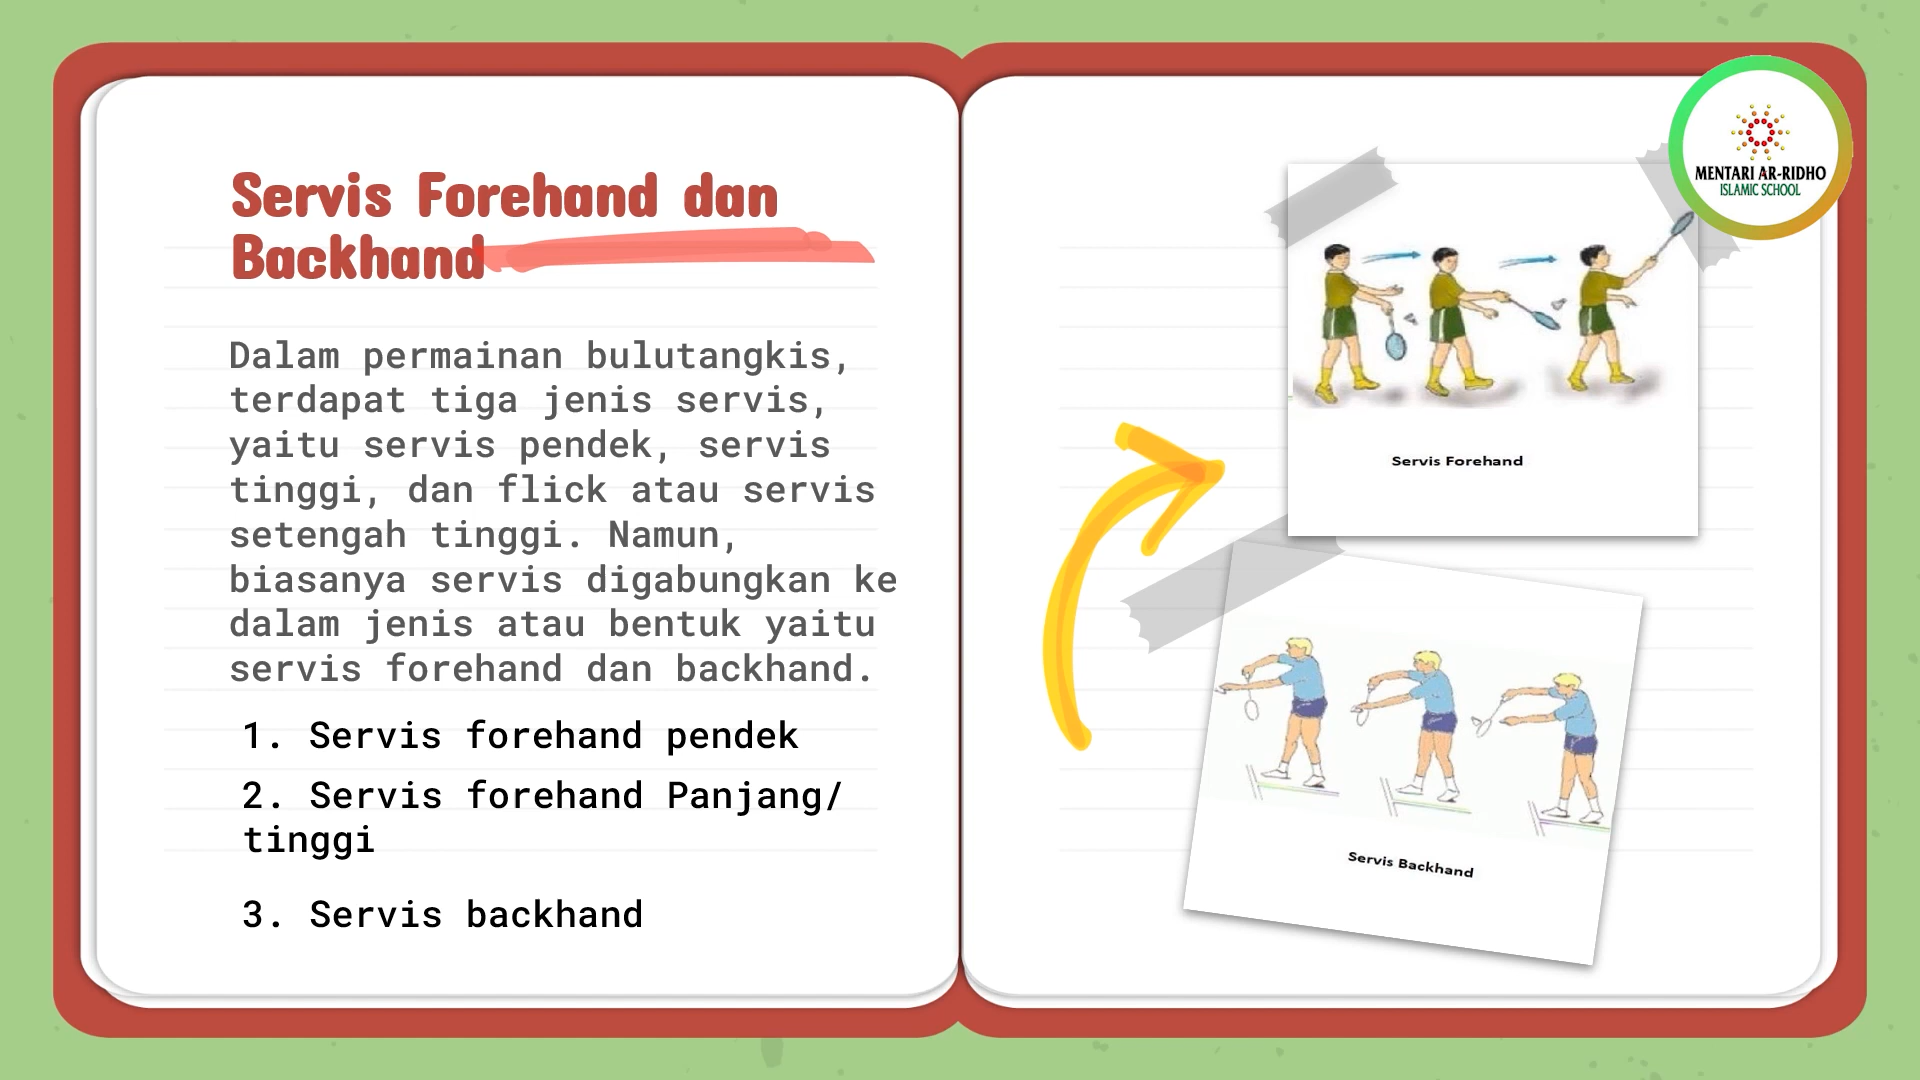 Servis Forehand dan
Backhand
Dalam permainan bulutangkis,
terdapat tiga jenis servis,
yaitu servis pendek, servis
tinggi, dan flick atau servis
setengah tinggi. Namun,
biasanya servis digabungkan ke
dalam jenis atau bentuk yaitu
servis forehand dan backhand.
1. Servis forehand pendek
2. Servis forehand Panjang/
tinggi
3. Servis backhand
MENTARI AR-RIDHO
ISLAMIC SCHOOL
Servis Forehand
Servis Backhand